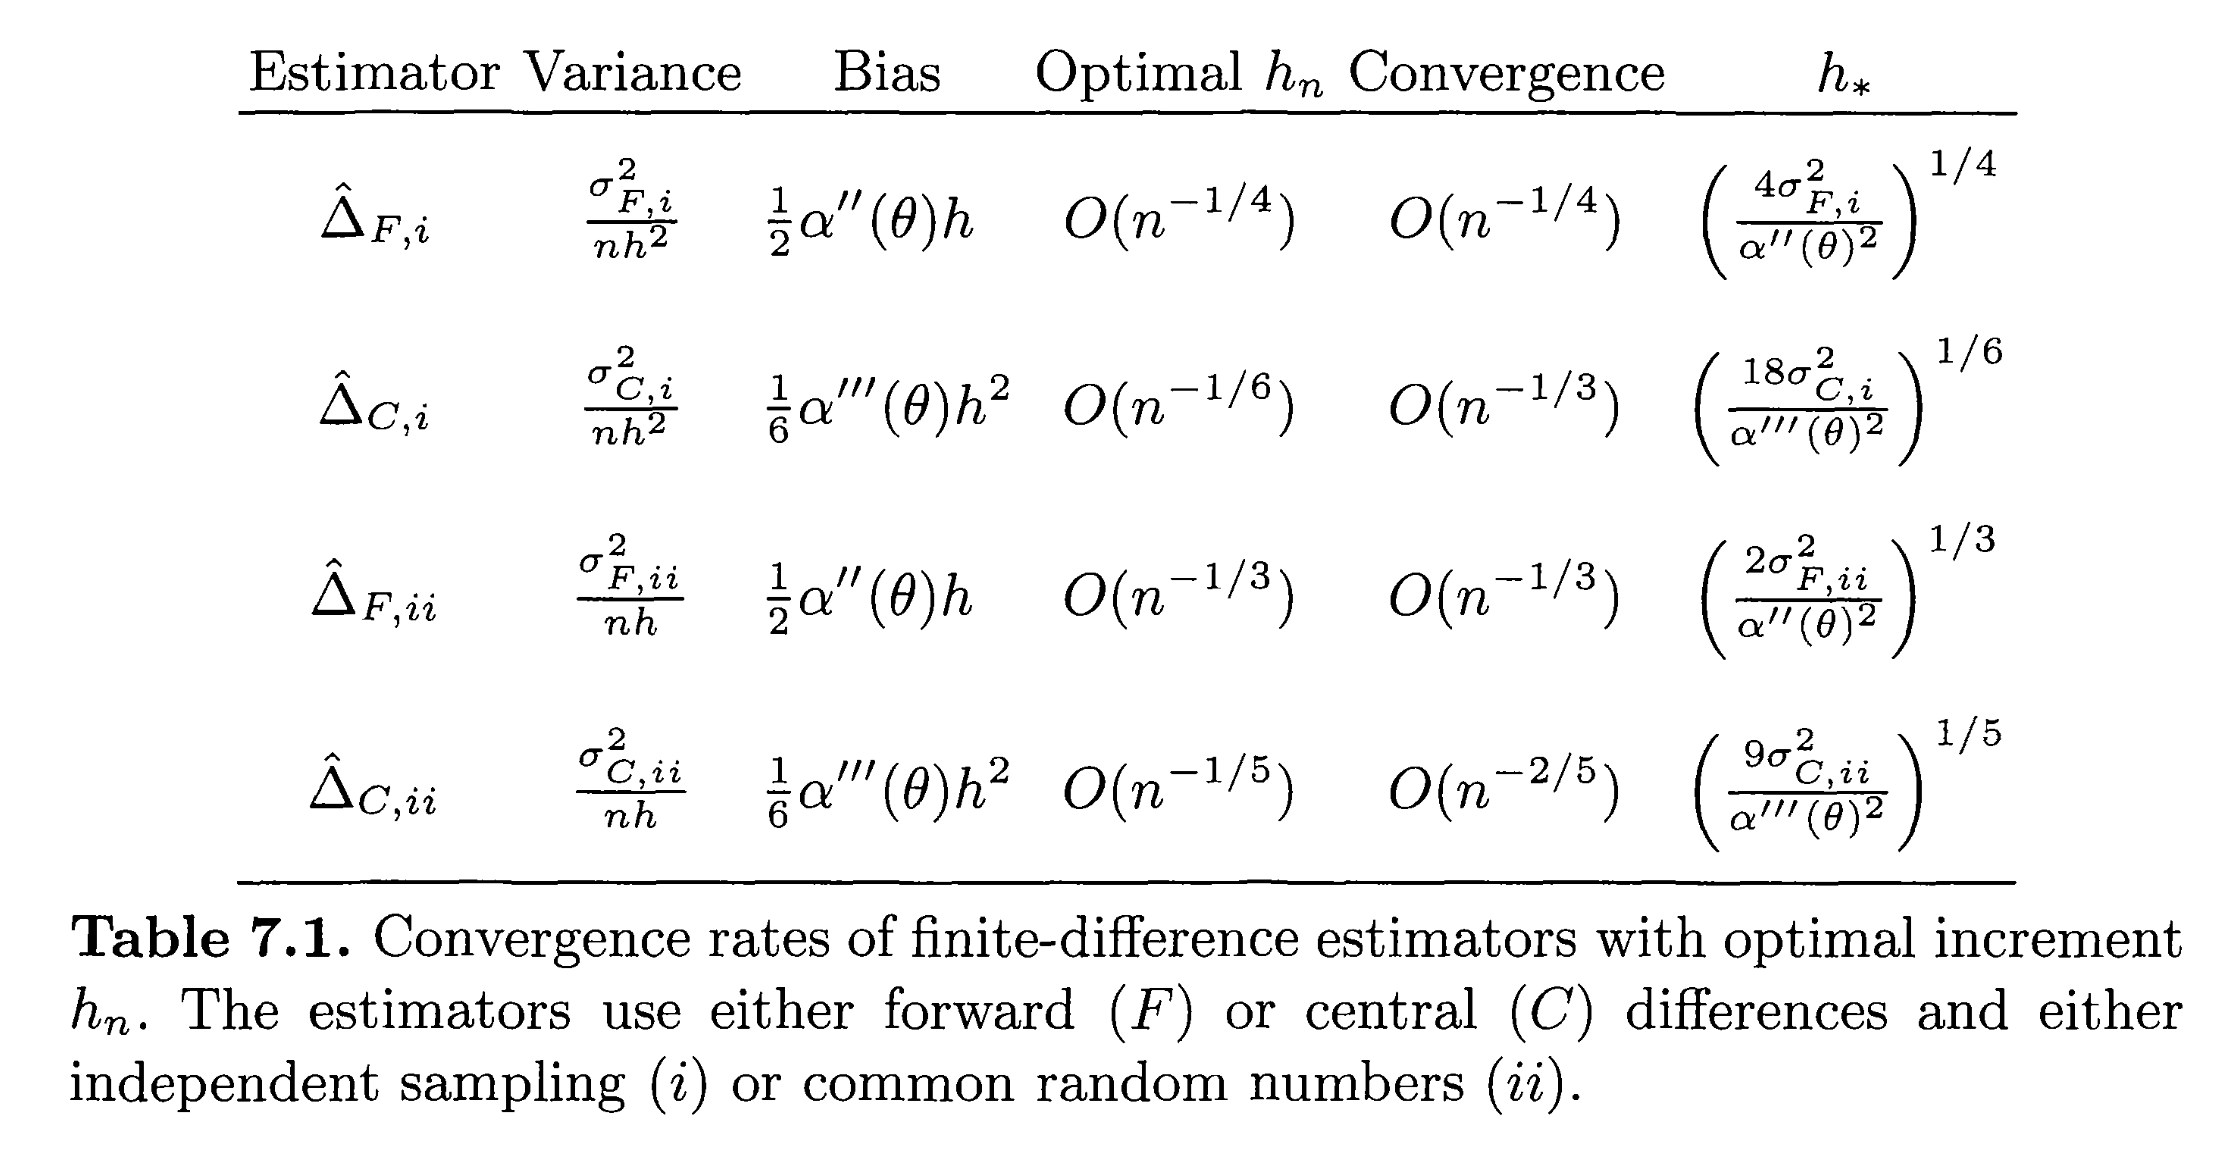 Estimator Variance Bias Optimal $h_n$ Convergence $h_*$
$\hat{\Delta}_{F,i}$ $\frac{\sigma^2_{F,i}}{nh^2}$ $\frac{1}{2}\alpha''(\theta)h$ $O(n^{-1/4})$ $O(n^{-1/4})$ $\left(\frac{4\sigma^2_{F,i}}{\alpha''(\theta)^2}\right)^{1/4}$
$\hat{\Delta}_{C,i}$ $\frac{\sigma^2_{C,i}}{nh^2}$ $\frac{1}{6}\alpha'''(\theta)h^2$ $O(n^{-1/6})$ $O(n^{-1/3})$ $\left(\frac{18\sigma^2_{C,i}}{\alpha'''(\theta)^2}\right)^{1/6}$
$\hat{\Delta}_{F,ii}$ $\frac{\sigma^2_{F,ii}}{nh}$ $\frac{1}{2}\alpha''(\theta)h$ $O(n^{-1/3})$ $O(n^{-1/3})$ $\left(\frac{2\sigma^2_{F,ii}}{\alpha''(\theta)^2}\right)^{1/3}$
$\hat{\Delta}_{C,ii}$ $\frac{\sigma^2_{C,ii}}{nh}$ $\frac{1}{6}\alpha'''(\theta)h^2$ $O(n^{-1/5})$ $O(n^{-2/5})$ $\left(\frac{9\sigma^2_{C,ii}}{\alpha'''(\theta)^2}\right)^{1/5}$
Table 7.1. Convergence rates of finite-difference estimators with optimal increment
$h_n$. The estimators use either forward ($F$) or central ($C$) differences and either
independent sampling ($i$) or common random numbers ($ii$).